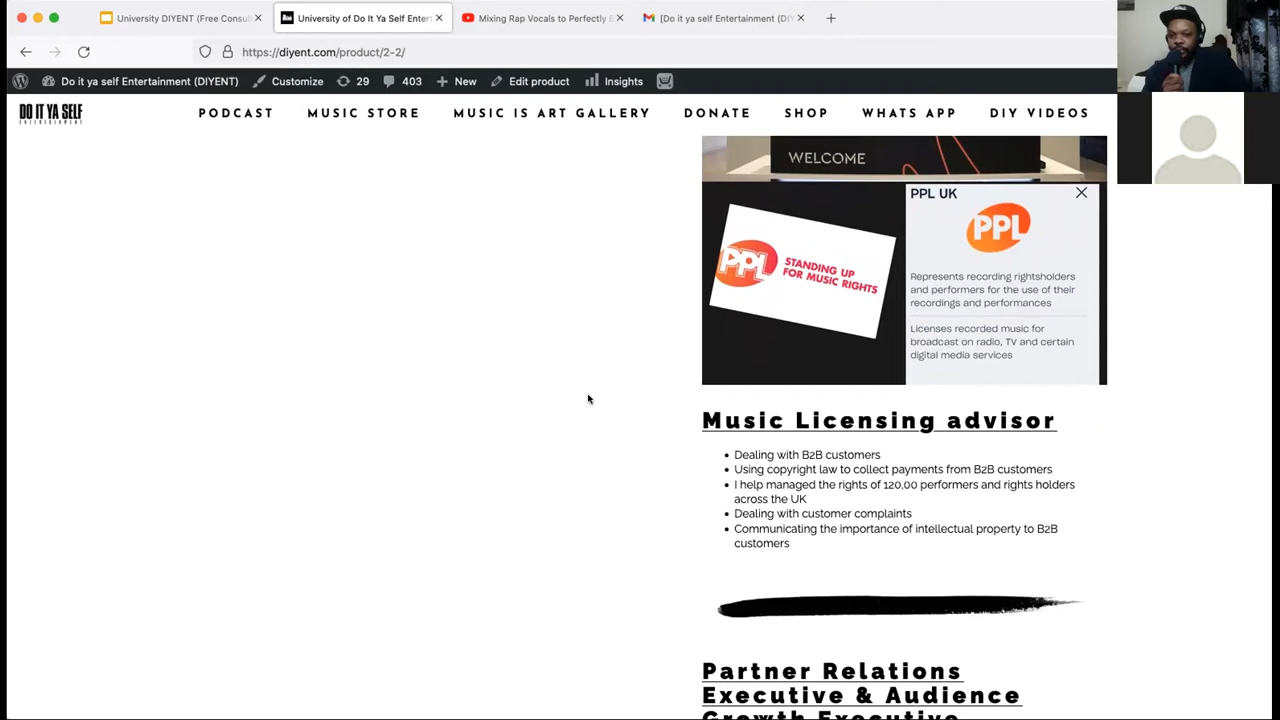 University DIYENT (Free Consul
University of Do It Ya Self Enter
Mixing Rap Vocals to Perfectly
[Do it ya self Entertainment (DIY
https://diyent.com/product/2-2/
Do it ya self Entertainment (DIYENT)
Customize
29
403
New
Edit product
Insights
DO IT YA SELF
ENTERTAINMENT
PODCAST
MUSIC STORE
MUSIC IS ART GALLERY
DONATE
SHOP
WHATS APP
DIY VIDEOS
WELCOME
PPL STANDING UP
FOR MUSIC RIGHTS
PPL UK
PPL
Represents recording rightsholders
and performers for the use of their
recordings and performances
Licenses recorded music for
broadcast on radio, TV and certain
digital media services
Music Licensing advisor
Dealing with B2B customers
Using copyright law to collect payments from B2B customers
I help managed the rights of 120,00 performers and rights holders
across the UK
Dealing with customer complaints
Communicating the importance of intellectual property to B2B
customers
Partner Relations
Executive & Audience
Growth Executive